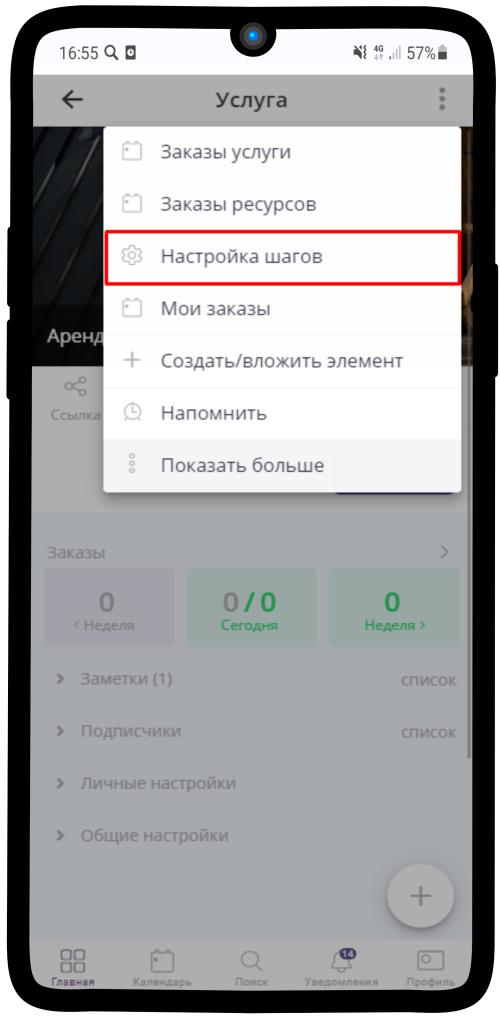 16:55 4G 57%
Услуга
Заказы услуги
Заказы ресурсов
Настройка шагов
Мои заказы
Создать/вложить элемент
Напомнить
Показать больше
Аренд
Ссылка
Заказы
0 0/0 0
< Неделя Сегодня Неделя >
Заметки (1) список
Подписчики список
Личные настройки
Общие настройки
14
Главная Календарь Поиск Уведомления Профиль